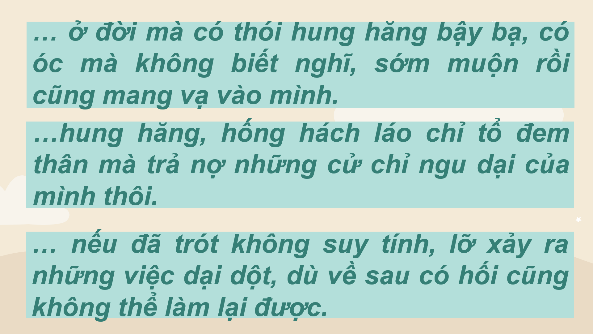 ... ở đời mà có thói hung hăng bậy bạ, có
óc mà không biết nghĩ, sớm muộn rồi
cũng mang vạ vào mình.
...hung hăng, hống hách láo chỉ tổ đem
thân mà trả nợ những cử chỉ ngu dại của
mình thôi.
... nếu đã trót không suy tính, lỡ xảy ra
những việc dại dột, dù về sau có hối cũng
không thể làm lại được.